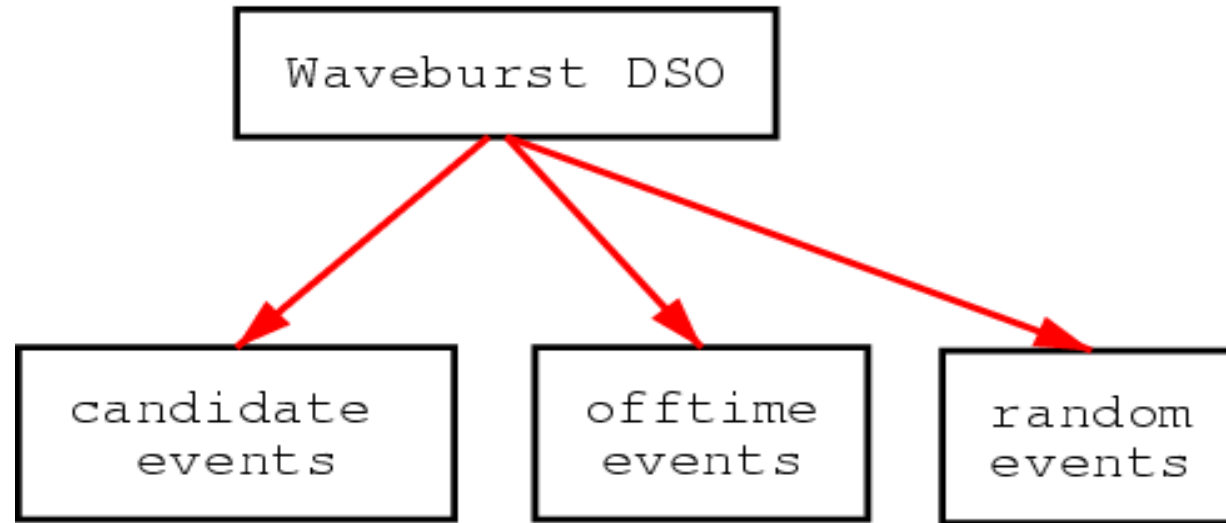 Waveburst DSO
candidate
events
offtime
events
random
events